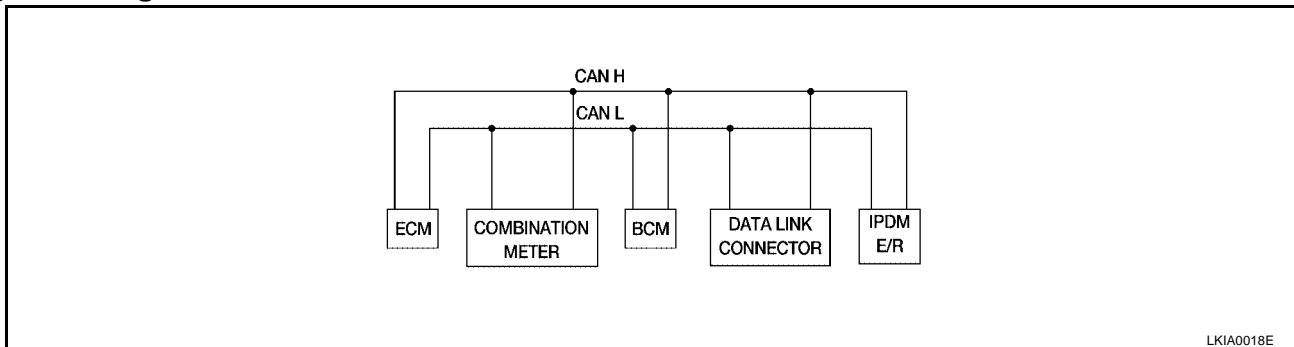 CAN H
CAN L
ECM
COMBINATION
METER
BCM
DATA LINK
CONNECTOR
IPDM
E/R
LKIA0018E